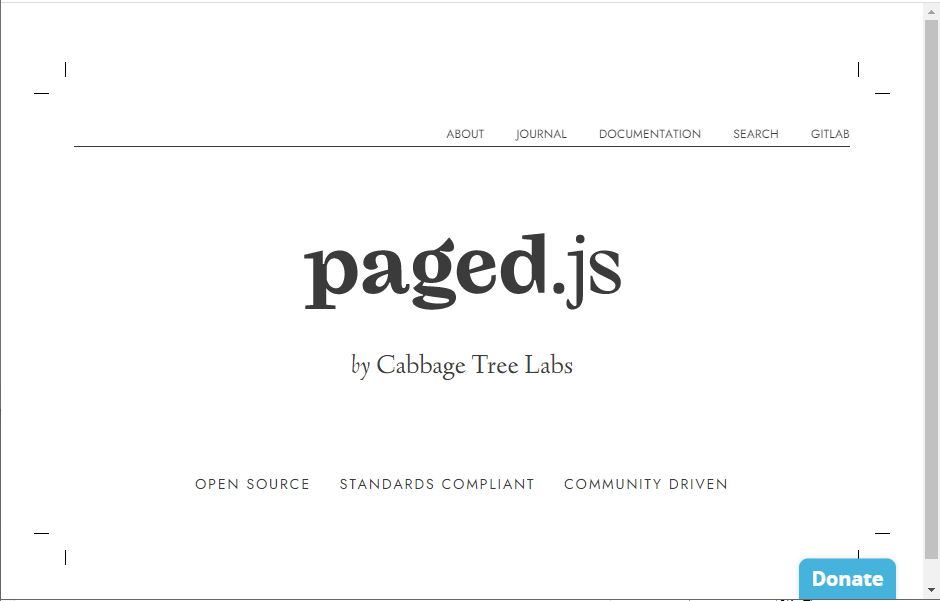 ABOUT JOURNAL DOCUMENTATION SEARCH GITLAB
paged.js
by Cabbage Tree Labs
OPEN SOURCE STANDARDS COMPLIANT COMMUNITY DRIVEN
Donate